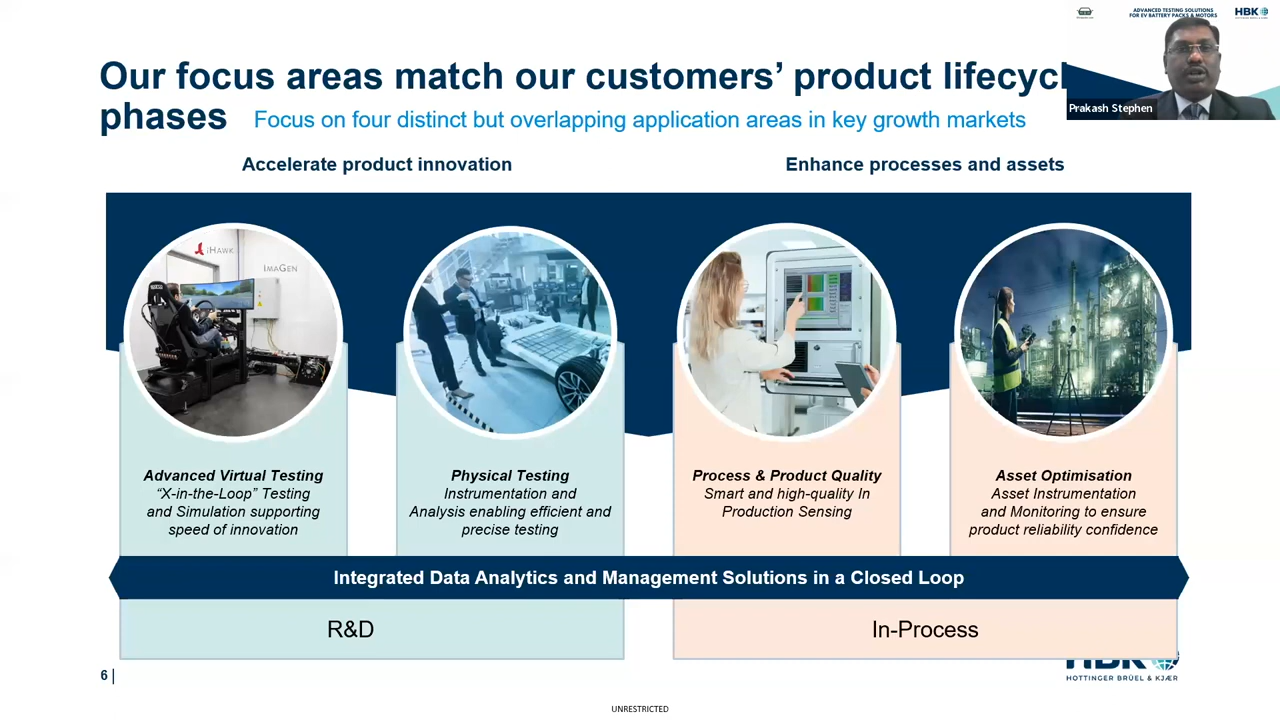 ADVANCED TESTING SOLUTIONS
FOR EV BATTERY PACKS & MOTORS
HBK
Prakash Stephen
Our focus areas match our customers' product
phases
Focus on four distinct but overlapping application areas in key growth markets
Accelerate product innovation
Enhance processes and assets
iHAWK
IMAGEN
Advanced Virtual Testing
“X-in-the-Loop” Testing
and Simulation supporting
speed of innovation
Physical Testing
Instrumentation and
Analysis enabling efficient and
precise testing
Process & Product Quality
Smart and high-quality In
Production Sensing
Asset Optimisation
Asset Instrumentation
and Monitoring to ensure
product reliability confidence
Integrated Data Analytics and Management Solutions in a Closed Loop
R&D
In-Process
6
HBK
HOTTINGER BRÜEL & KJÆR
UNRESTRICTED